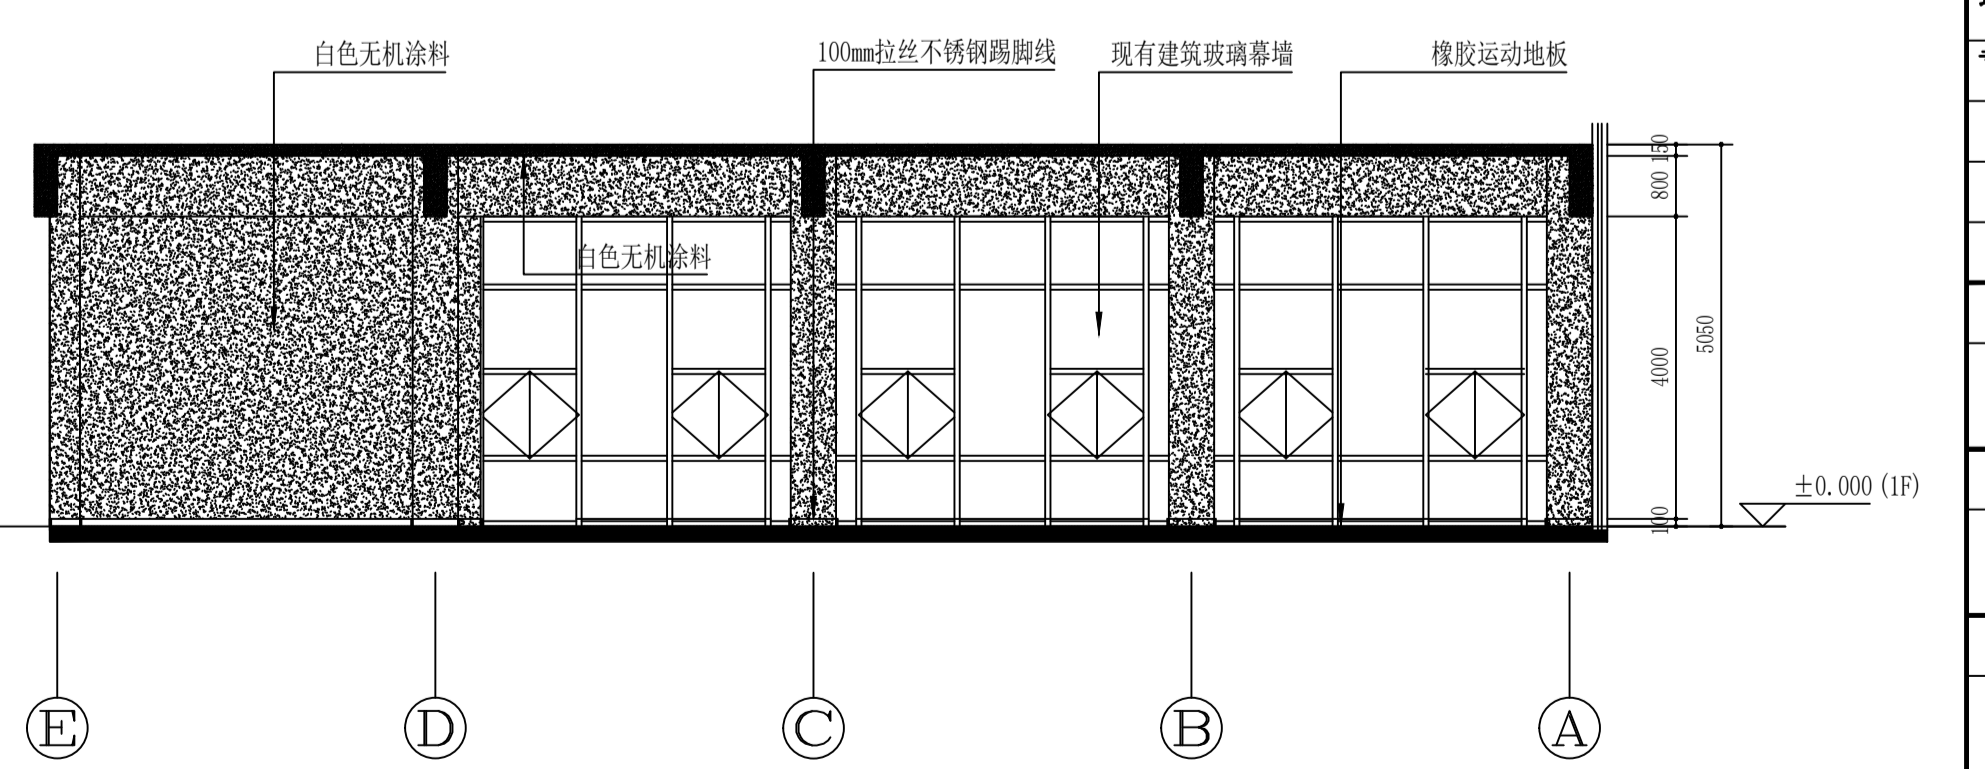 白色无机涂料
100mm拉丝不锈钢踢脚线
现有建筑玻璃幕墙
橡胶运动地板
白色无机涂料
150
800
4000
5050
100
±0.000 (1F)
E
D
C
B
A